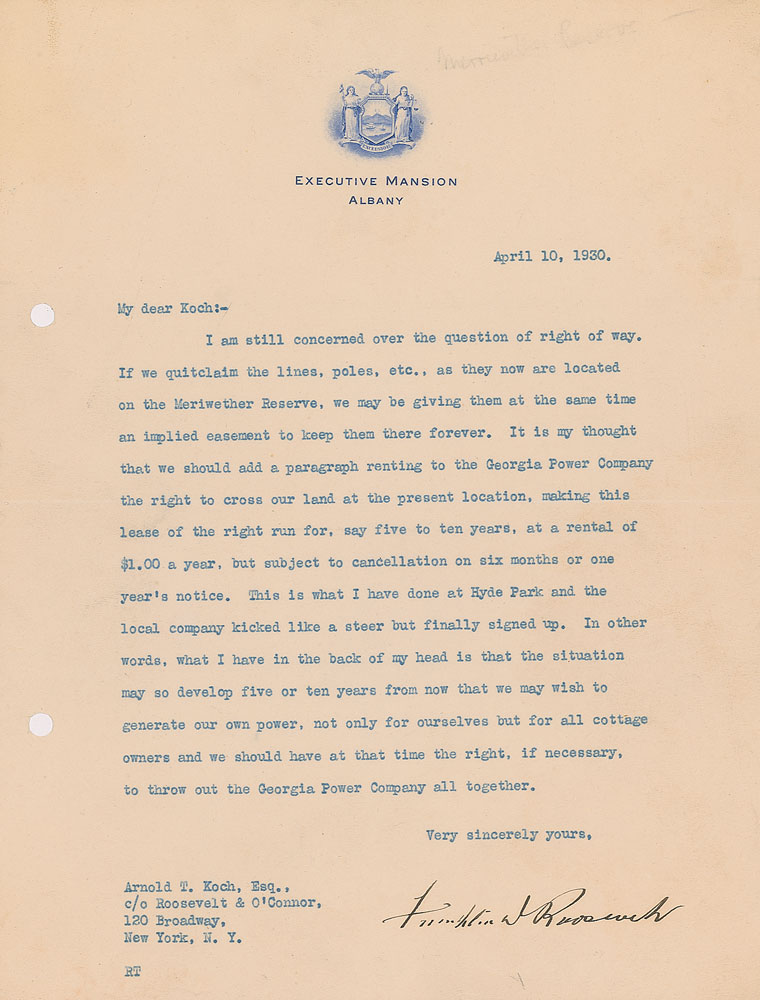 Meriwether Reserve
EXCELSIOR
EXECUTIVE MANSION
ALBANY
April 10, 1930.
My dear Koch:-
I am still concerned over the question of right of way.
If we quitclaim the lines, poles, etc., as they now are located
on the Meriwether Reserve, we may be giving them at the same time
an implied easement to keep them there forever. It is my thought
that we should add a paragraph renting to the Georgia Power Company
the right to cross our land at the present location, making this
lease of the right run for, say five to ten years, at a rental of
$1.00 a year, but subject to cancellation on six months or one
year's notice. This is what I have done at Hyde Park and the
local company kicked like a steer but finally signed up. In other
words, what I have in the back of my head is that the situation
may so develop five or ten years from now that we may wish to
generate our own power, not only for ourselves but for all cottage
owners and we should have at that time the right, if necessary,
to throw out the Georgia Power Company all together.
Very sincerely yours,
Arnold T. Koch, Esq.,
c/o Roosevelt & O'Connor,
120 Broadway,
New York, N. Y.
Franklin D Roosevelt
RT